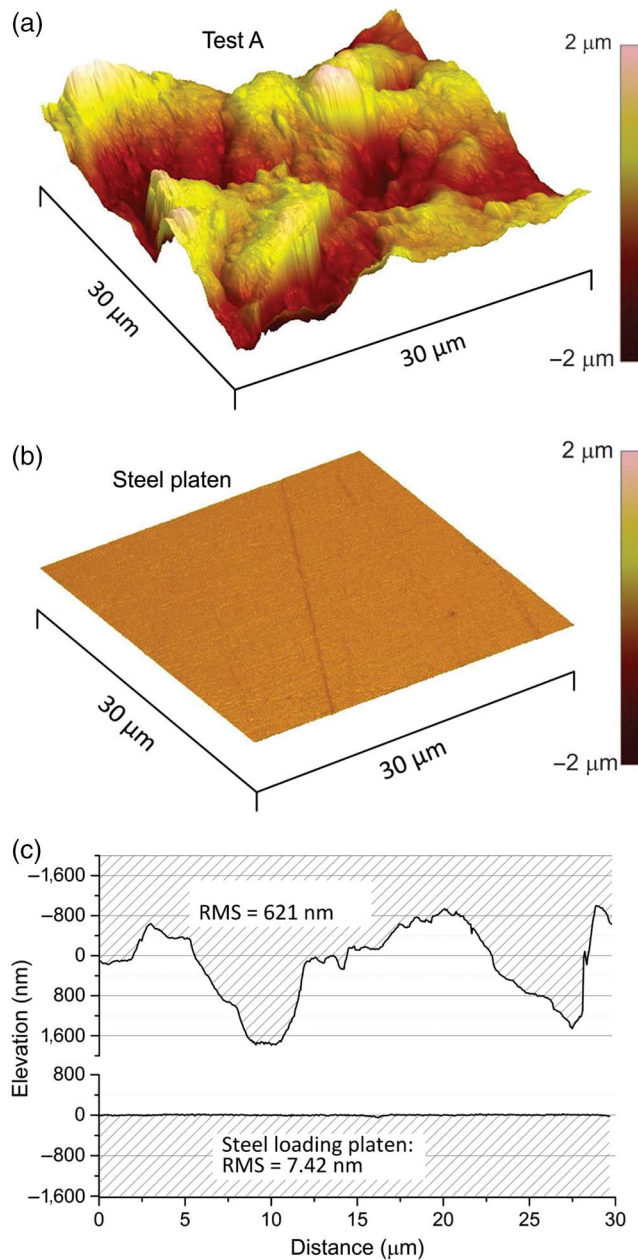 (a)
Test A
2 μm
30 μm
30 μm
–2 μm
(b)
Steel platen
2 μm
30 μm
30 μm
–2 μm
(c)
–1,600
–800
0
800
1,600
RMS = 621 nm
Elevation (nm)
800
0
–800
–1,600
Steel loading platen:
RMS = 7.42 nm
0 5 10 15 20 25 30
Distance (μm)